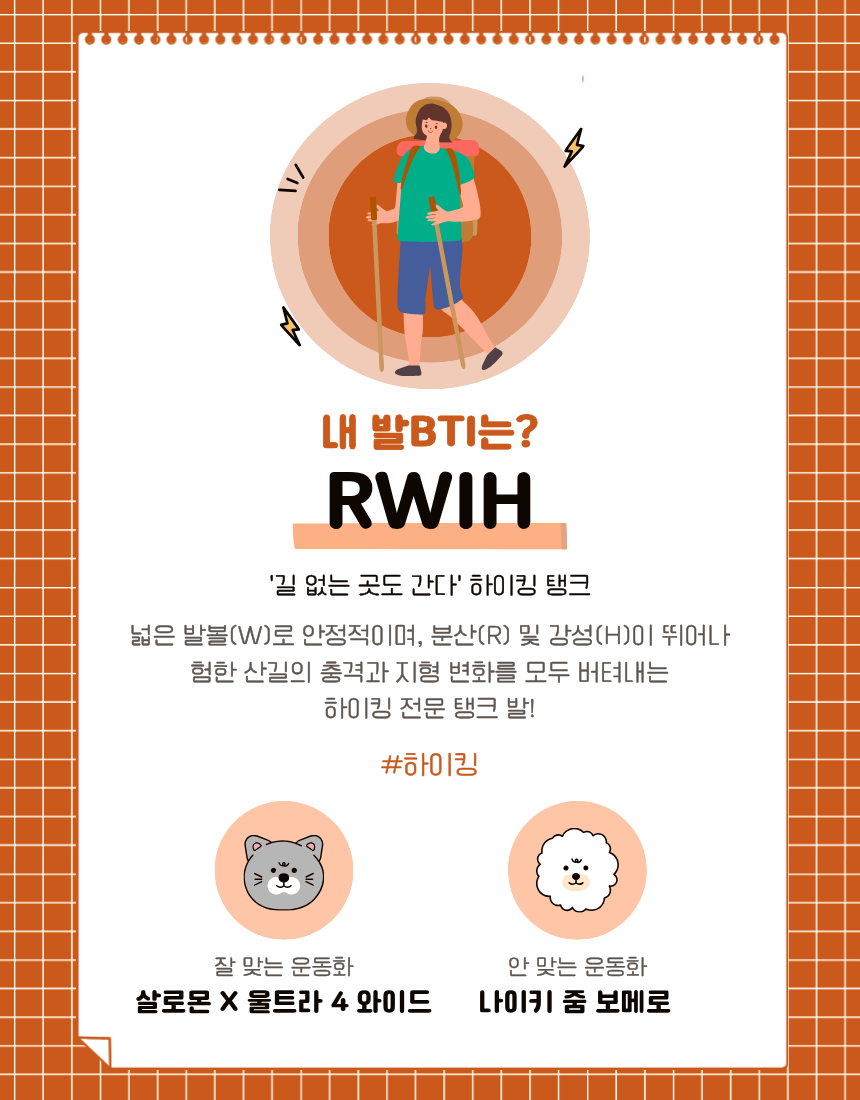 내 발BTI는?
RWIH
'길 없는 곳도 간다' 하이킹 탱크
넓은 발볼(W)로 안정적이며, 분산(R) 및 강성(H)이 뛰어나
험한 산길의 충격과 지형 변화를 모두 버텨내는
하이킹 전문 탱크 발!
#하이킹
잘 맞는 운동화
살로몬 X 울트라 4 와이드
안 맞는 운동화
나이키 줌 보메로